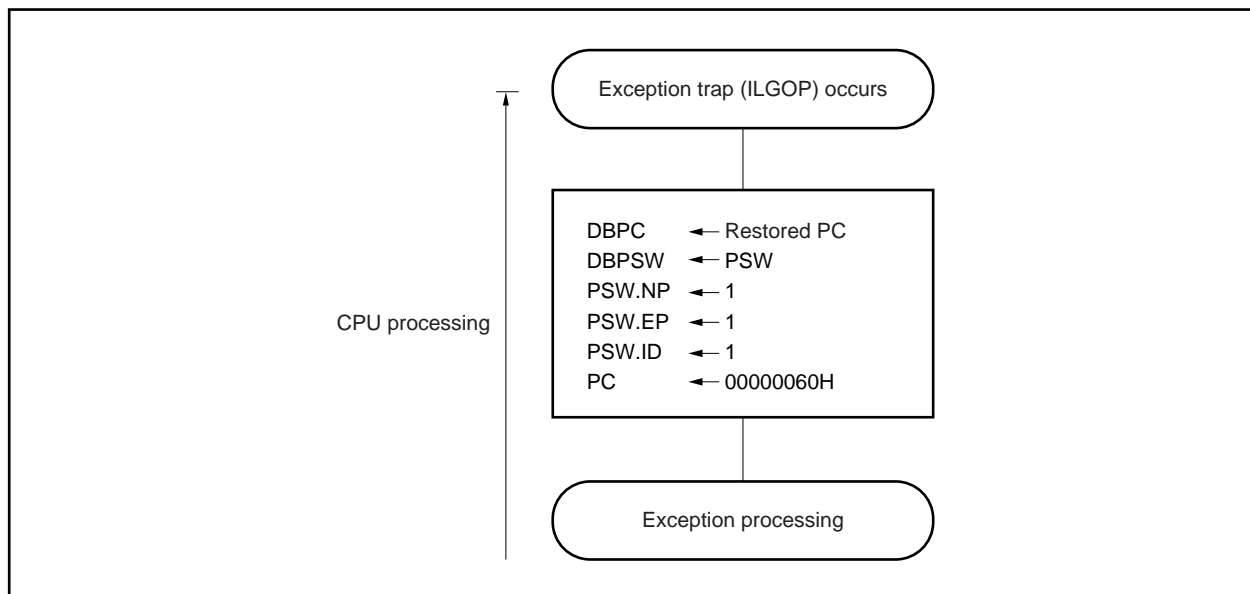 Exception trap (ILGOP) occurs
CPU processing
DBPC ← Restored PC
DBPSW ← PSW
PSW.NP ← 1
PSW.EP ← 1
PSW.ID ← 1
PC ← 00000060H
Exception processing